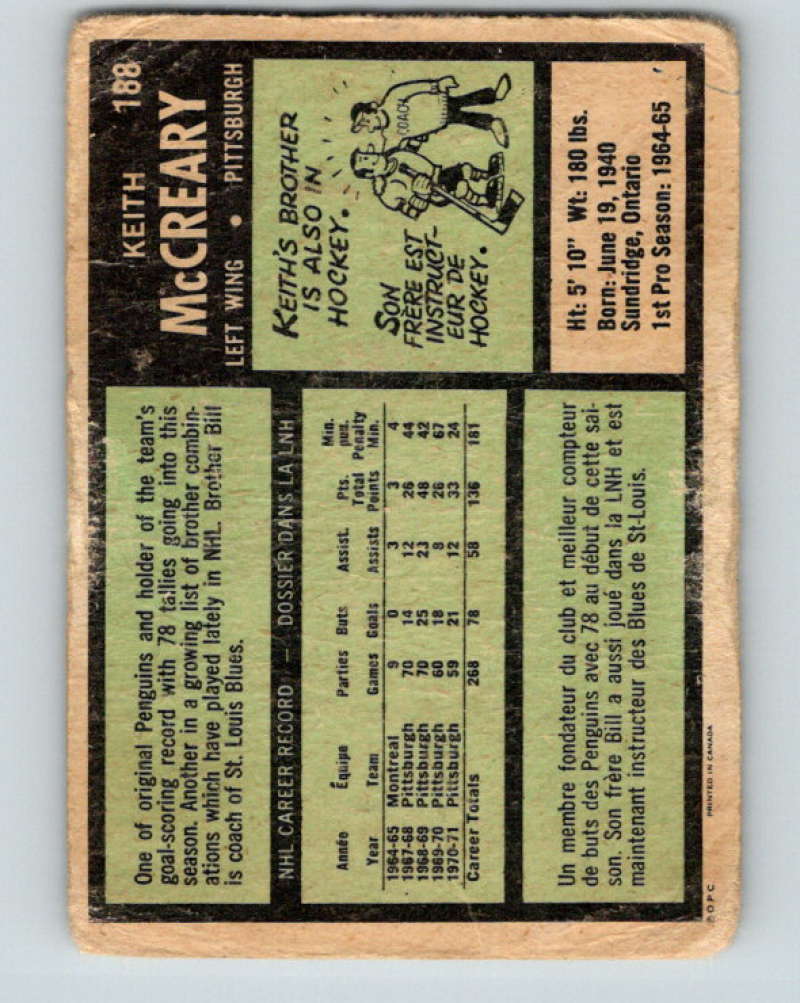 KEITH 188
McCREARY
LEFT WING • PITTSBURGH
One of original Penguins and holder of the team's
goal-scoring record with 78 tallies going into this
season. Another in a growing list of brother combin-
ations which have played lately in NHL. Brother Bill
is coach of St. Louis Blues.
KEITH'S BROTHER
IS ALSO IN
HOCKEY.
SON
FRÈRE EST
INSTRUCT-
EUR DE
HOCKEY.
COACH
NHL CAREER RECORD — DOSSIER DANS LA LNH
Année Équipe Parties Buts Assist. Pts. Total Min. pun.
Year Team Games Goals Assists Points Penalty Min.
1964-65 Montreal 9 0 3 3 4
1967-68 Pittsburgh 70 14 12 26 44
1968-69 Pittsburgh 70 25 23 48 42
1969-70 Pittsburgh 60 18 8 26 67
1970-71 Pittsburgh 59 21 12 33 24
Career Totals 268 78 58 136 181
Ht: 5' 10" Wt: 180 lbs.
Born: June 19, 1940
Sundridge, Ontario
1st Pro Season: 1964-65
Un membre fondateur du club et meilleur compteur
de buts des Penguins avec 78 au début de cette sai-
son. Son frère Bill a aussi joué dans la LNH et est
maintenant instructeur des Blues de St-Louis.
©OPC PRINTED IN CANADA